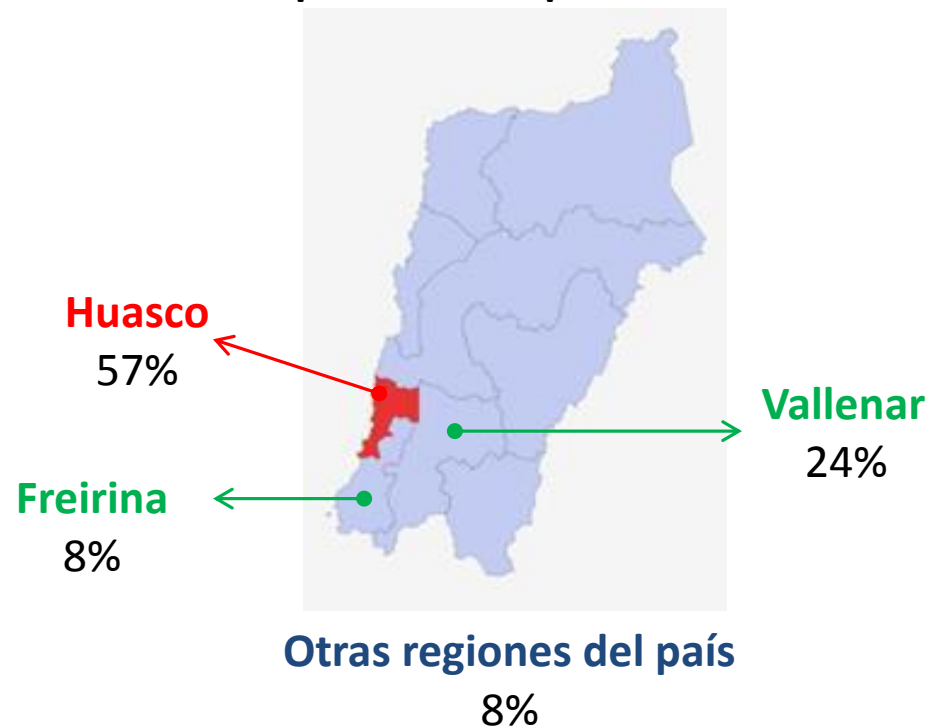 Huasco
57%
Vallenar
24%
Freirina
8%
Otras regiones del país
8%